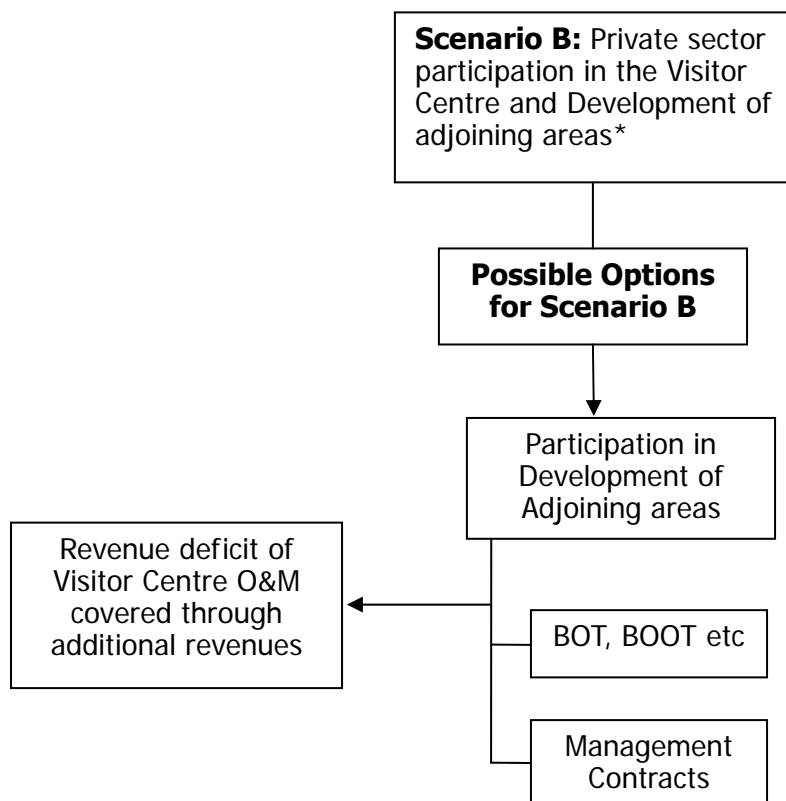 Scenario B: Private sector
participation in the Visitor
Centre and Development of
adjoining areas*
Possible Options
for Scenario B
Participation in
Development of
Adjoining areas
Revenue deficit of
Visitor Centre O&M
covered through
additional revenues
BOT, BOOT etc
Management
Contracts